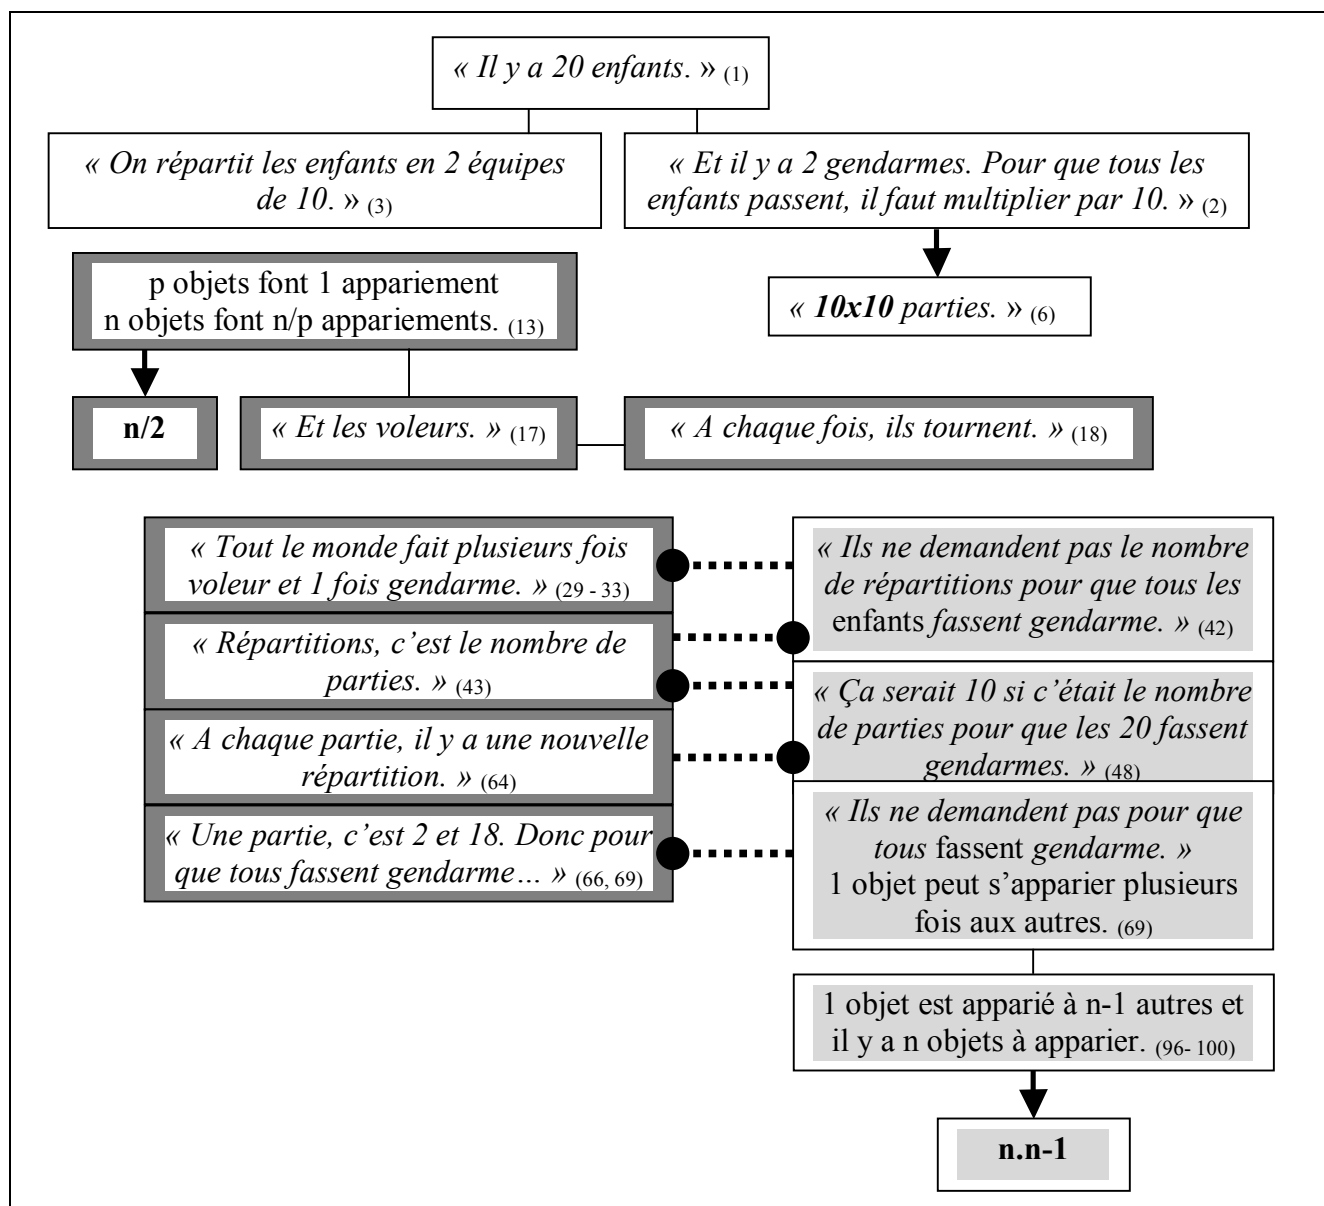 « Il y a 20 enfants. » (1)
« On répartit les enfants en 2 équipes
de 10. » (3)
« Et il y a 2 gendarmes. Pour que tous les
enfants passent, il faut multiplier par 10. » (2)
p objets font 1 appariement
n objets font n/p appariements. (13)
« 10x10 parties. » (6)
n/2
« Et les voleurs. » (17)
« A chaque fois, ils tournent. » (18)
« Tout le monde fait plusieurs fois
voleur et 1 fois gendarme. » (29 - 33)
« Ils ne demandent pas le nombre
de répartitions pour que tous les
enfants fassent gendarme. » (42)
« Répartitions, c’est le nombre de
parties. » (43)
« Ça serait 10 si c’était le nombre
de parties pour que les 20 fassent
gendarmes. » (48)
« A chaque partie, il y a une nouvelle
répartition. » (64)
« Une partie, c’est 2 et 18. Donc pour
que tous fassent gendarme… » (66, 69)
« Ils ne demandent pas pour que
tous fassent gendarme. »
1 objet peut s’apparier plusieurs
fois aux autres. (69)
1 objet est apparié à n-1 autres et
il y a n objets à apparier. (96- 100)
n.n-1